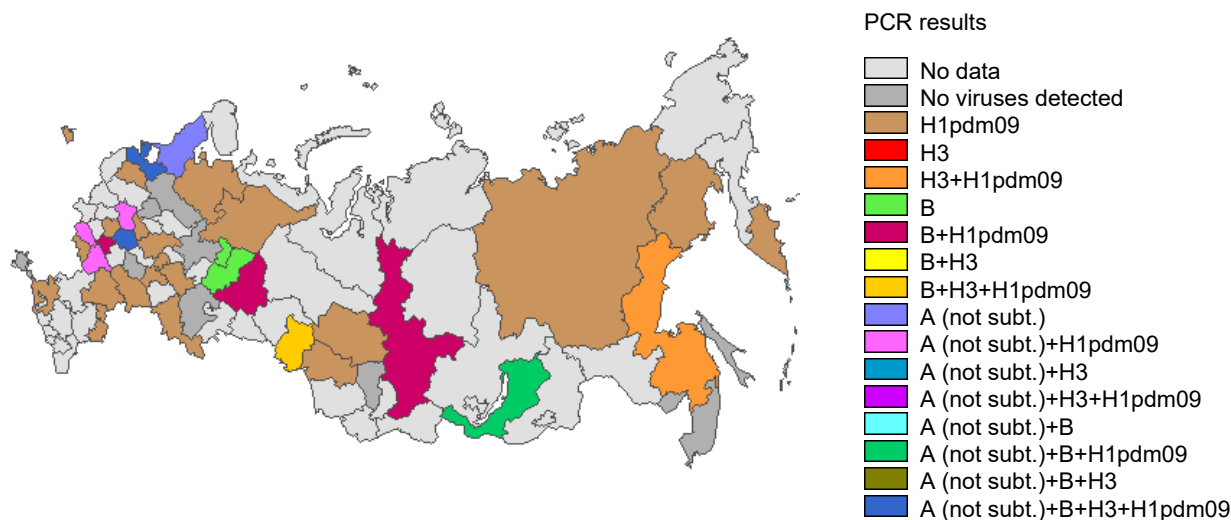 PCR results
No data
No viruses detected
H1pdm09
H3
H3+H1pdm09
B
B+H1pdm09
B+H3
B+H3+H1pdm09
A (not subt.)
A (not subt.)+H1pdm09
A (not subt.)+H3
A (not subt.)+H3+H1pdm09
A (not subt.)+B
A (not subt.)+B+H1pdm09
A (not subt.)+B+H3
A (not subt.)+B+H3+H1pdm09